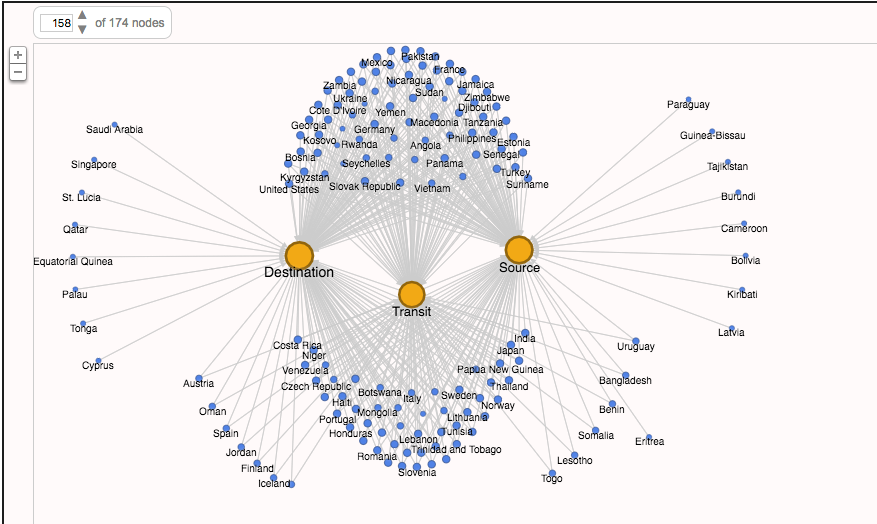 158 of 174 nodes
+
−
Pakistan
Mexico
France
Nicaragua
Zambia
Jamaica
Sudan
Ukraine
Zimbabwe
Djibouti
Cote D'Ivoire
Yemen
Macedonia
Tanzania
Georgia
Germany
Philippines
Kosovo
Rwanda
Angola
Estonia
Bosnia
Seychelles
Panama
Senegal
Kyrgyzstan
Turkey
United States
Slovak Republic
Vietnam
Suriname
Saudi Arabia
Singapore
St. Lucia
Qatar
Equatorial Quinea
Palau
Tonga
Cyprus
Paraguay
Guinea-Bissau
Tajikistan
Burundi
Cameroon
Bolivia
Kiribati
Latvia
Destination
Source
Transit
Costa Rica
Niger
Venezuela
Czech Republic
Haiti
Portugal
Honduras
Romania
Botswana
Mongolia
Italy
Lebanon
Slovenia
Trinidad and Tobago
Tunisia
Lithuania
Sweden
Norway
Thailand
Papua New Guinea
Japan
India
Austria
Oman
Spain
Jordan
Finland
Iceland
Uruguay
Bangladesh
Benin
Somalia
Eritrea
Lesotho
Togo